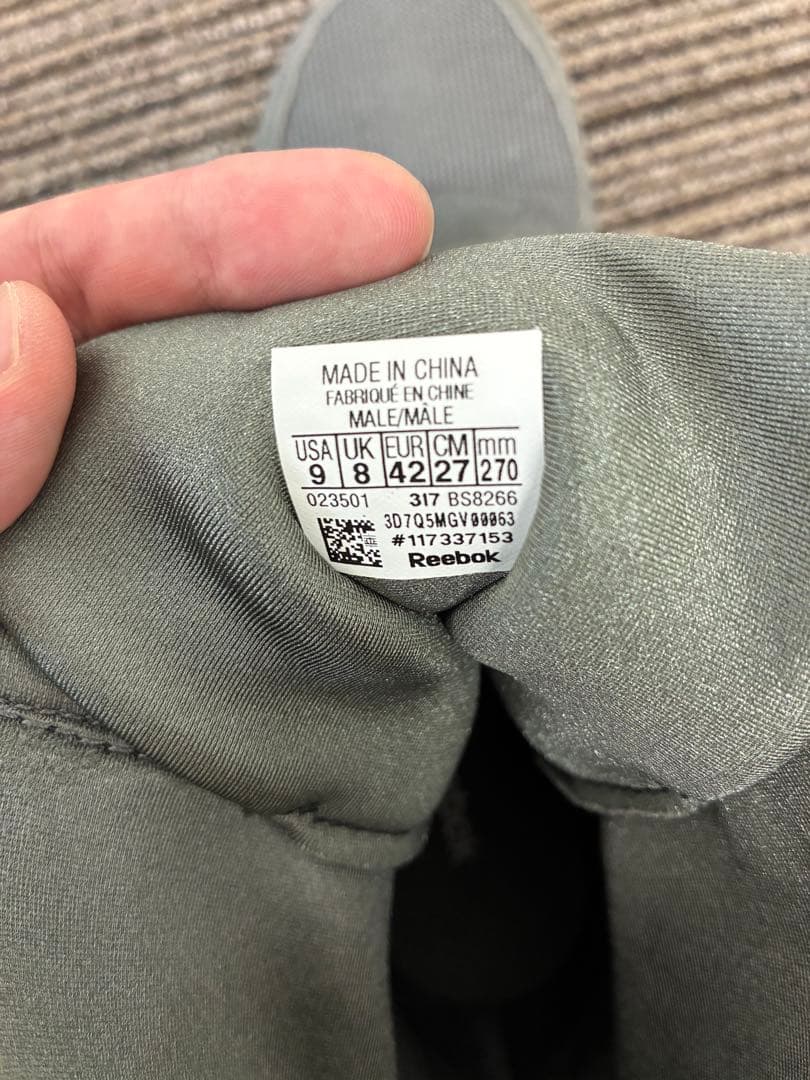 MADE IN CHINA
FABRIQUÉ EN CHINE
MALE/MÂLE
USA UK EUR CM mm
9 8 42 27 270
023501 317 BS8266
3D7Q5MGV00063
#117337153
Reebok